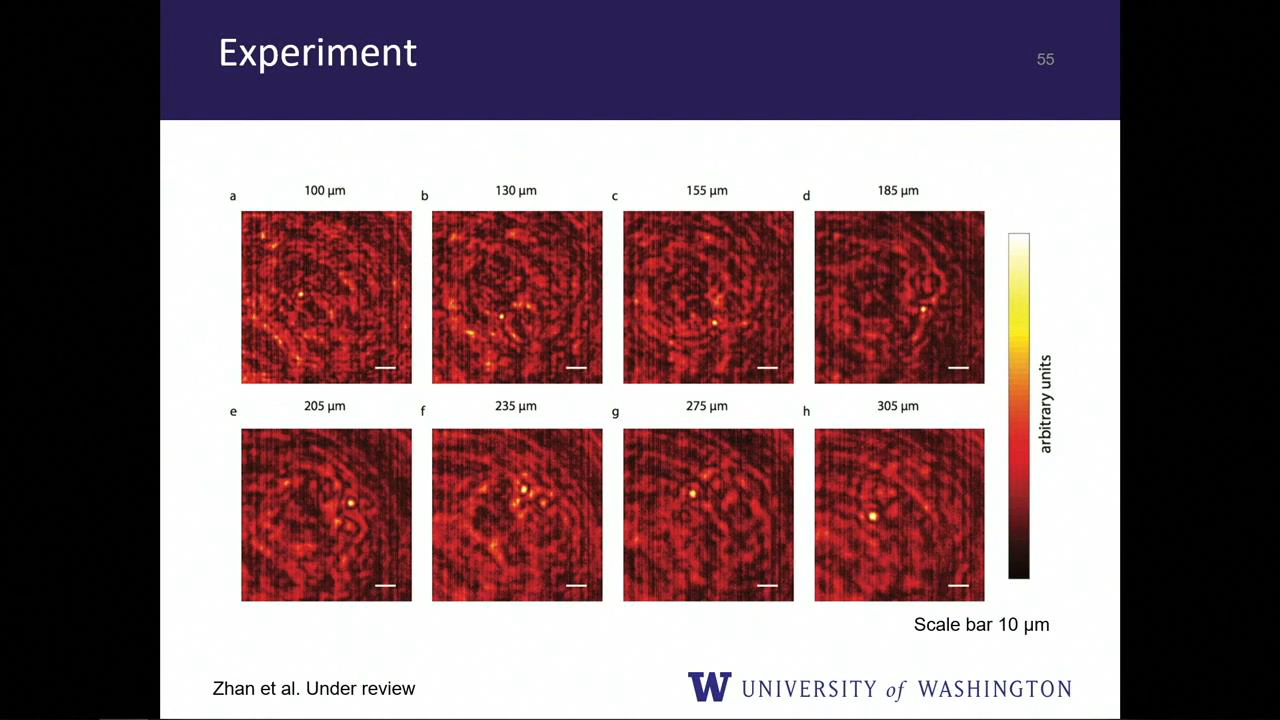 Experiment
55
a 100 µm b 130 µm c 155 µm d 185 µm
e 205 µm f 235 µm g 275 µm h 305 µm
arbitrary units
Scale bar 10 µm
Zhan et al. Under review
W UNIVERSITY of WASHINGTON